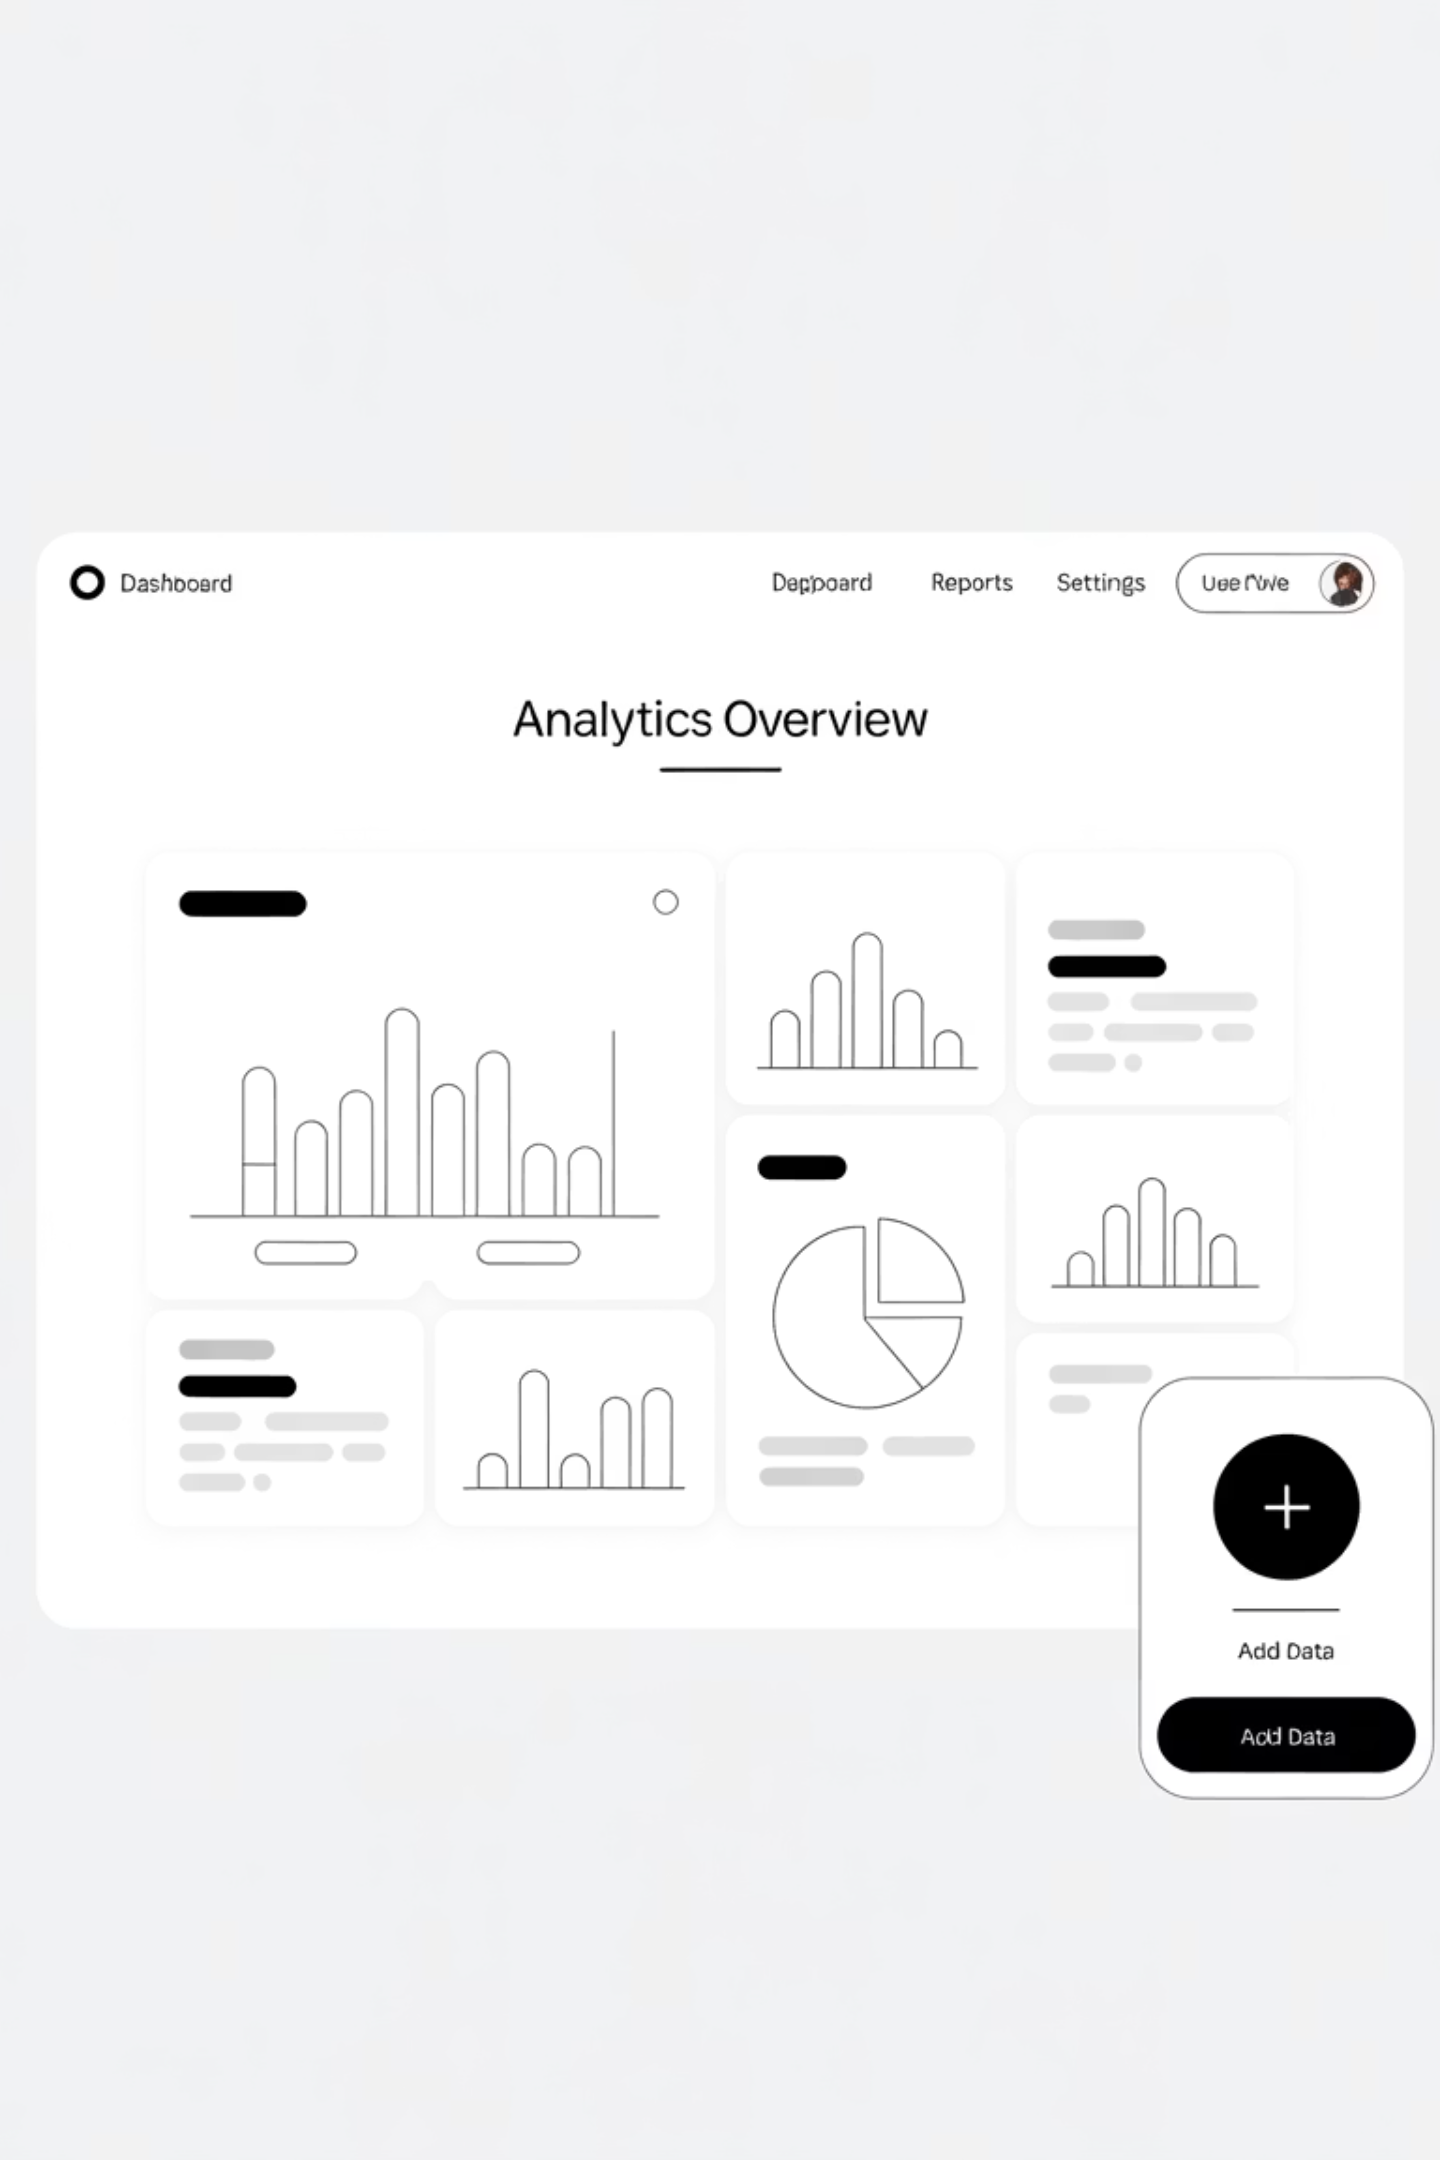 Dashboard
Reports
Settings
Analytics Overview
Add Data
Add Data